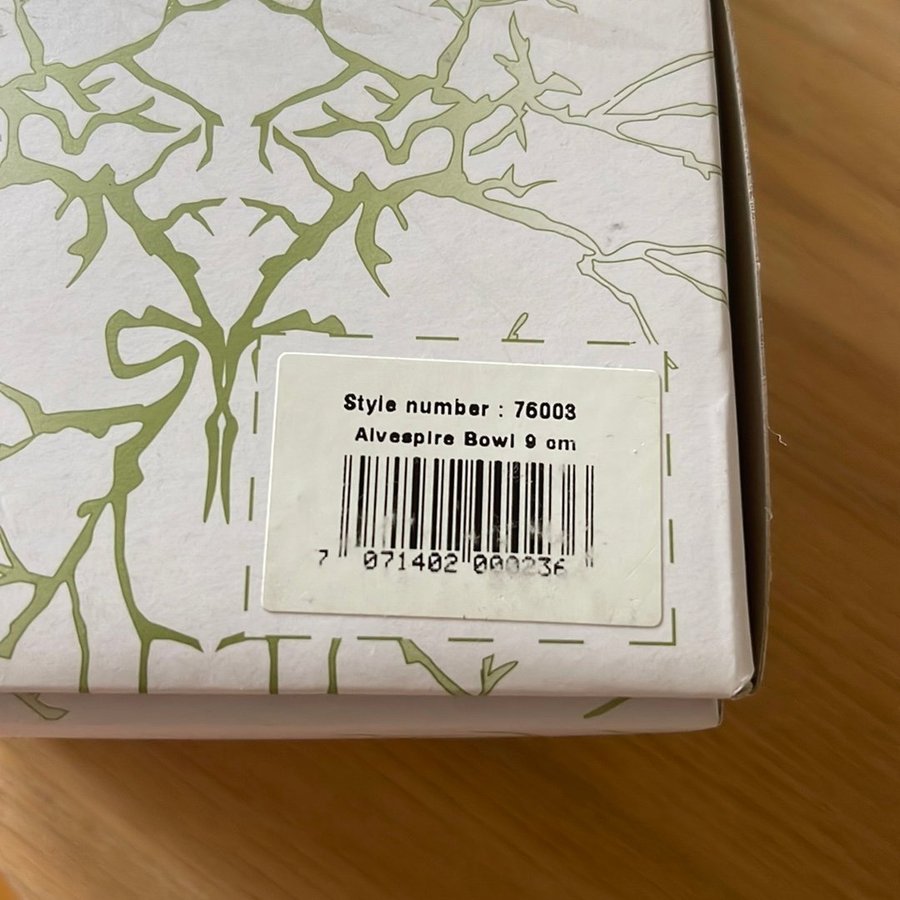 Style number : 76003
Alvespire Bowl 9 cm
7 071402 000236